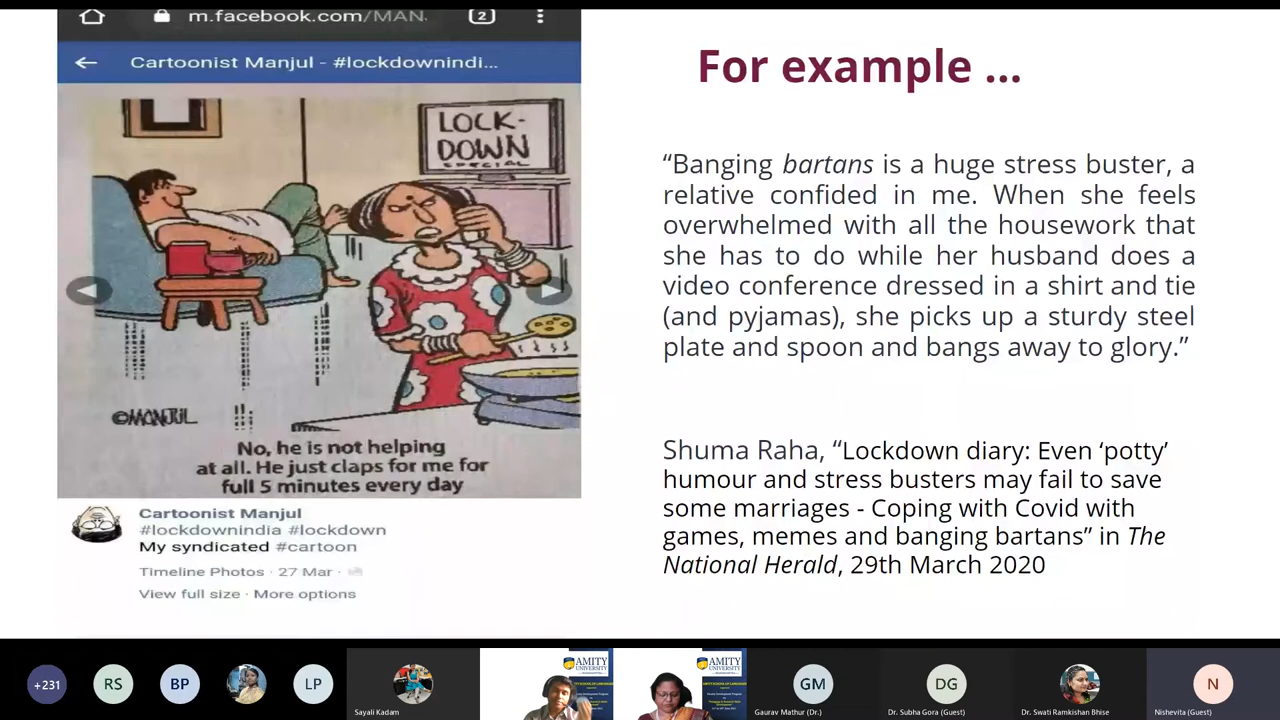 m.facebook.com/MAN.
2
Cartoonist Manjul - #lockdownindi...
LOCK-
DOWN
SPECIAL
©MANJUL
No, he is not helping
at all. He just claps for me for
full 5 minutes every day
Cartoonist Manjul
#lockdownindia #lockdown
My syndicated #cartoon
Timeline Photos · 27 Mar ·
View full size · More options
For example ...
“Banging bartans is a huge stress buster, a
relative confided in me. When she feels
overwhelmed with all the housework that
she has to do while her husband does a
video conference dressed in a shirt and tie
(and pyjamas), she picks up a sturdy steel
plate and spoon and bangs away to glory.”
Shuma Raha, “Lockdown diary: Even ‘potty’
humour and stress busters may fail to save
some marriages - Coping with Covid with
games, memes and banging bartans” in The
National Herald, 29th March 2020
+231
RS
BP
LP
Sayali Kadam
AMITY
UNIVERSITY
AMITY
UNIVERSITY
GM
Gaurav Mathur (Dr.)
DG
Dr. Subha Gora (Guest)
Dr. Swati Ramkishan Bhise
N
Nishevita (Guest)